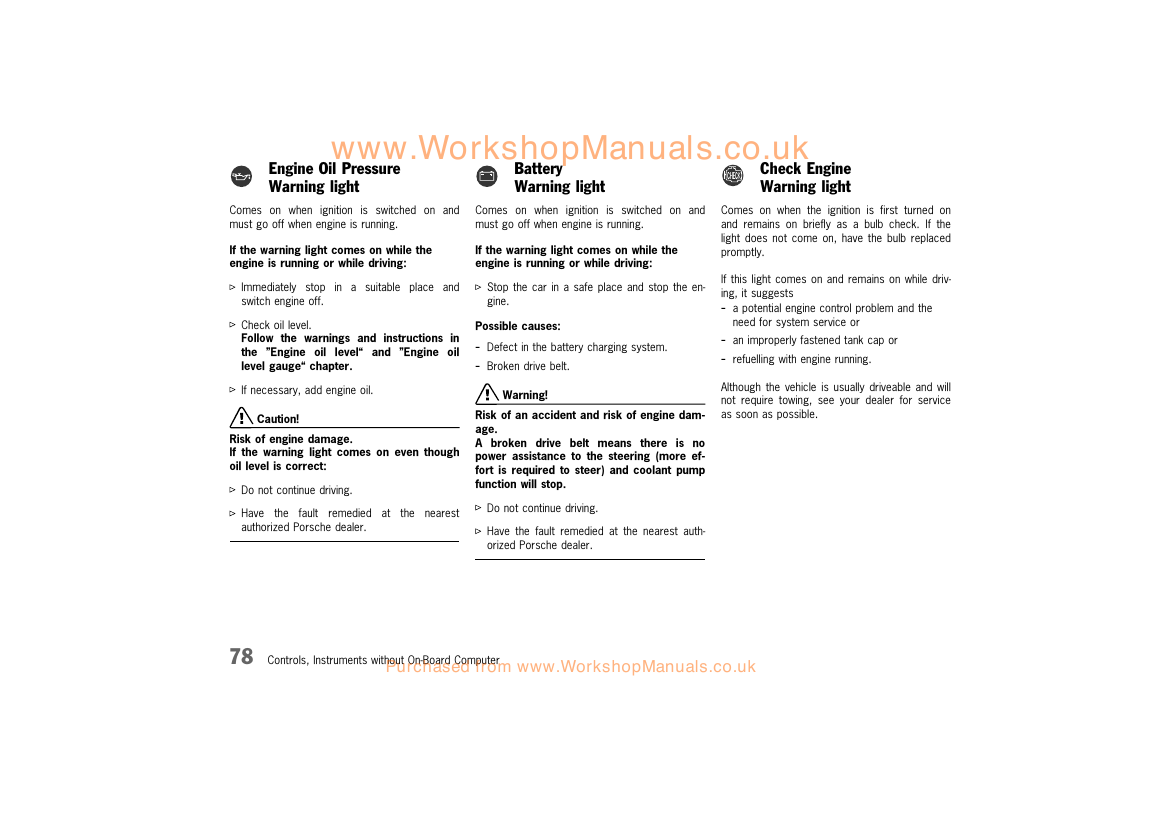 www.WorkshopManuals.co.uk
Engine Oil Pressure
Warning light
Comes on when ignition is switched on and
must go off when engine is running.
If the warning light comes on while the
engine is running or while driving:
▷ Immediately stop in a suitable place and
switch engine off.
▷ Check oil level.
Follow the warnings and instructions in
the ”Engine oil level“ and ”Engine oil
level gauge“ chapter.
▷ If necessary, add engine oil.
Caution!
Risk of engine damage.
If the warning light comes on even though
oil level is correct:
▷ Do not continue driving.
▷ Have the fault remedied at the nearest
authorized Porsche dealer.
Battery
Warning light
Comes on when ignition is switched on and
must go off when engine is running.
If the warning light comes on while the
engine is running or while driving:
▷ Stop the car in a safe place and stop the en-
gine.
Possible causes:
– Defect in the battery charging system.
– Broken drive belt.
Warning!
Risk of an accident and risk of engine dam-
age.
A broken drive belt means there is no
power assistance to the steering (more ef-
fort is required to steer) and coolant pump
function will stop.
▷ Do not continue driving.
▷ Have the fault remedied at the nearest auth-
orized Porsche dealer.
CHECK
Check Engine
Warning light
Comes on when the ignition is first turned on
and remains on briefly as a bulb check. If the
light does not come on, have the bulb replaced
promptly.
If this light comes on and remains on while driv-
ing, it suggests
– a potential engine control problem and the
need for system service or
– an improperly fastened tank cap or
– refuelling with engine running.
Although the vehicle is usually driveable and will
not require towing, see your dealer for service
as soon as possible.
78 Controls, Instruments without On-Board Computer
Purchased from www.WorkshopManuals.co.uk